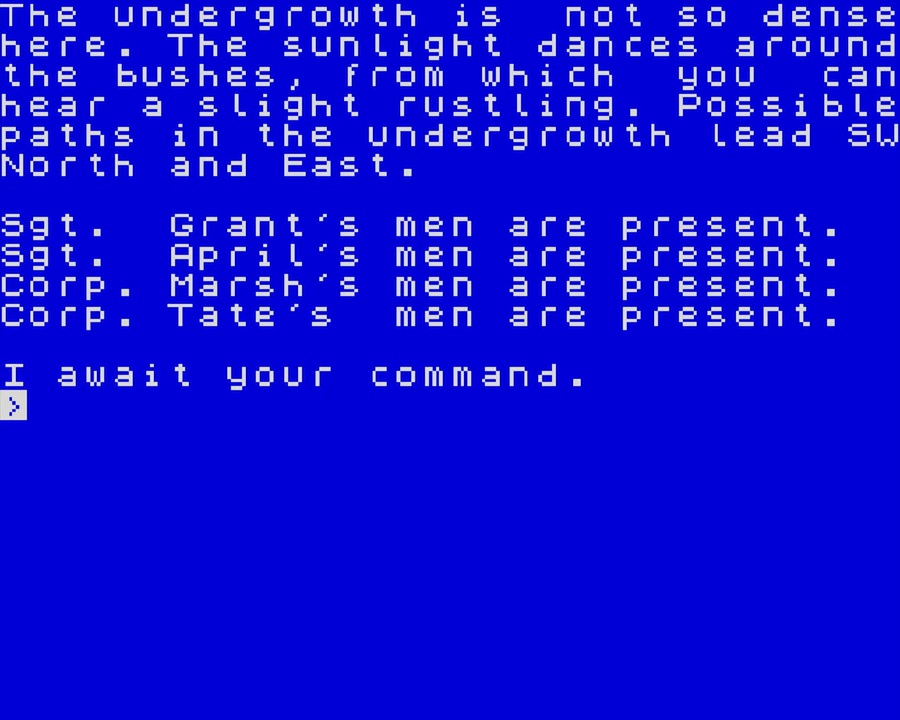 The undergrowth is  not so dense
here. The sunlight dances around
the bushes, from which  you  can
hear a slight rustling. Possible
paths in the undergrowth lead SW
North and East.
Sgt.  Grant's men are present.
Sgt.  April's men are present.
Corp. Marsh's men are present.
Corp. Tate's  men are present.
I await your command.
>